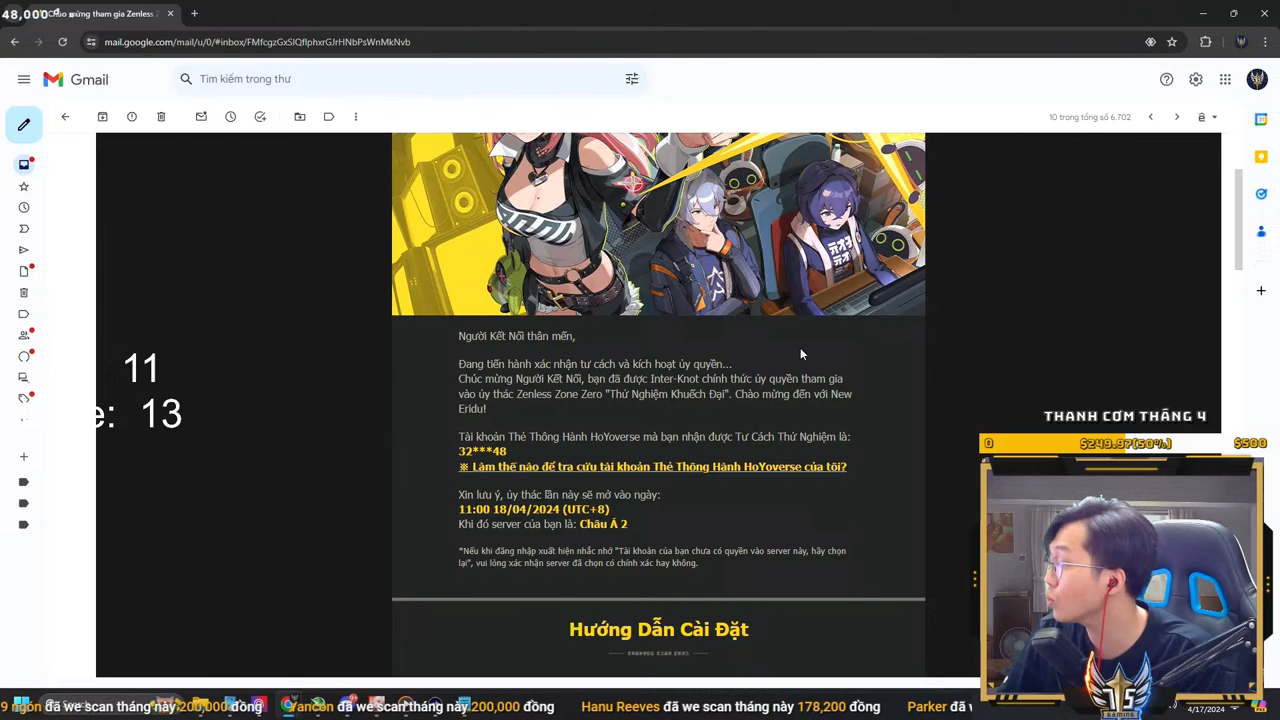 48,000
mừng tham gia Zenless
mail.google.com/mail/u/0/#inbox/FMfcgzGxSlQflphxrGJrHNbPsWnMkNvb
Gmail
Tìm kiếm trong thư
10 trong tổng số 6.702
11
e: 13
Người Kết Nối thân mến,
Đang tiến hành xác nhận tư cách và kích hoạt ủy quyền...
Chúc mừng Người Kết Nối, bạn đã được Inter-Knot chính thức ủy quyền tham gia
vào ủy thác Zenless Zone Zero "Thử Nghiệm Khuếch Đại". Chào mừng đến với New
Eridu!
Tài khoản Thẻ Thông Hành HoYoverse mà bạn nhận được Tư Cách Thử Nghiệm là:
32***48
※ Làm thế nào để tra cứu tài khoản Thẻ Thông Hành HoYoverse của tôi?
Xin lưu ý, ủy thác lần này sẽ mở vào ngày:
11:00 18/04/2024 (UTC+8)
Khi đó server của bạn là: Châu Á 2
*Nếu khi đăng nhập xuất hiện nhắc nhở "Tài khoản của bạn chưa có quyền vào server này, hãy chọn
lại", vui lòng xác nhận server đã chọn có chính xác hay không.
Hướng Dẫn Cài Đặt
THANH CƠM THÁNG 4
0 $249.97(50%) $500
GAMING
9 ngón đã we scan tháng này 200,000 đồng Vancon đã we scan tháng này 200,000 đồng Hanu Reeves đã we scan tháng này 178,200 đồng Parker đã w
4/17/2024